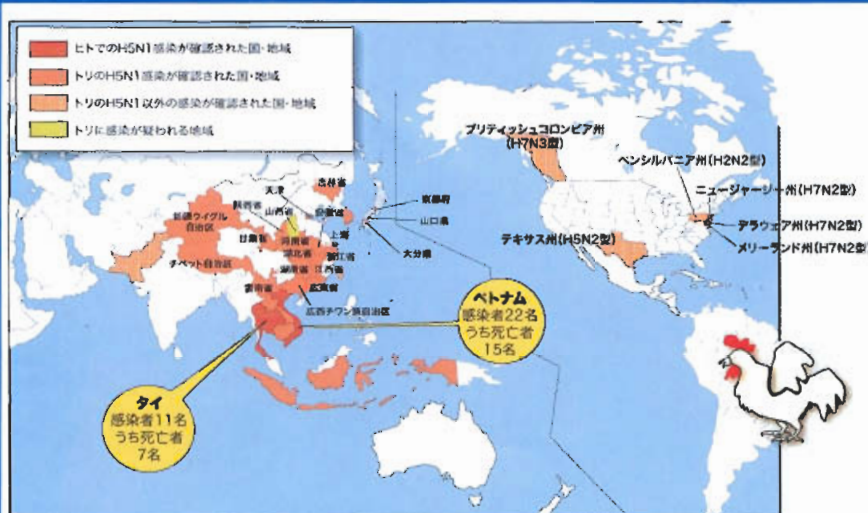 ヒトでのH5N1感染が確認された国・地域
トリのH5N1感染が確認された国・地域
トリのH5N1以外の感染が確認された国・地域
トリに感染が疑われる地域
ブリティッシュコロンビア州
(H7N3型)
ペンシルバニア州(H2N2型)
ニュージャージー州(H7N2型)
デラウェア州(H7N2型)
メリーランド州(H7N2型
テキサス州(H5N2型)
吉林省
天津
陝西省
山西省
安徽省
京都府
山口県
大分県
新疆ウイグル
自治区
甘粛省
河南省
上海
湖北省
浙江省
チベット自治区
湖南省
江西省
雲南省
広東省
広西チワン族自治区
ベトナム
感染者22名
うち死亡者
15名
タイ
感染者11名
うち死亡者
7名